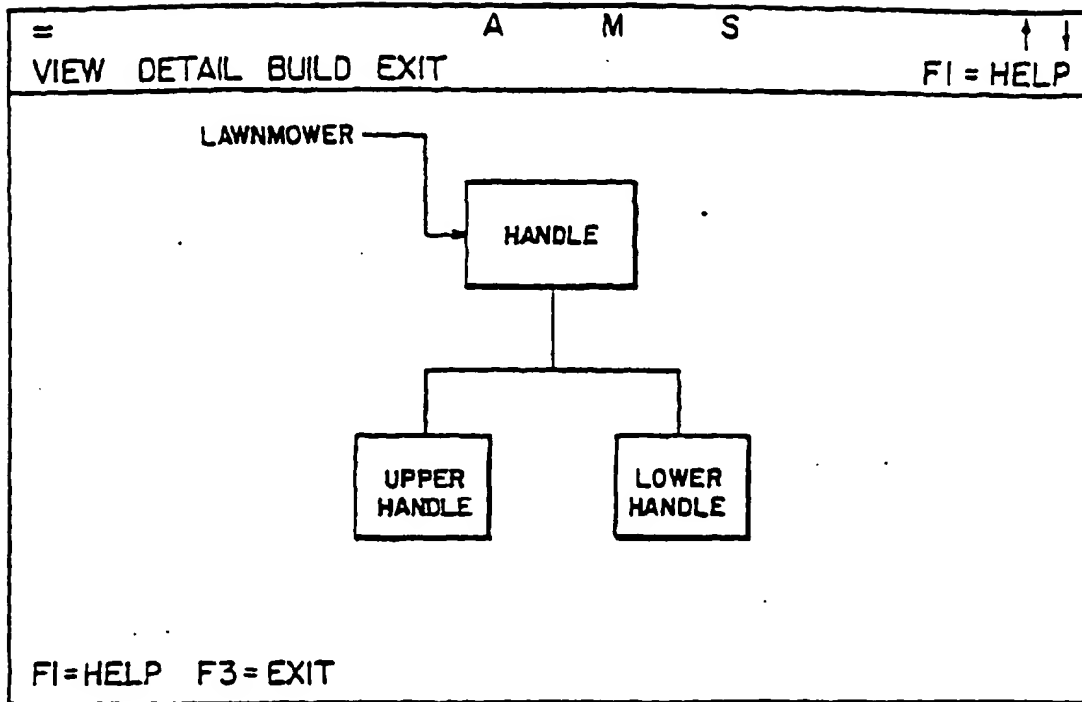 = A M S ↑ ↓
VIEW DETAIL BUILD EXIT F1 = HELP
LAWNMOWER
HANDLE
UPPER
HANDLE
LOWER
HANDLE
F1=HELP F3=EXIT